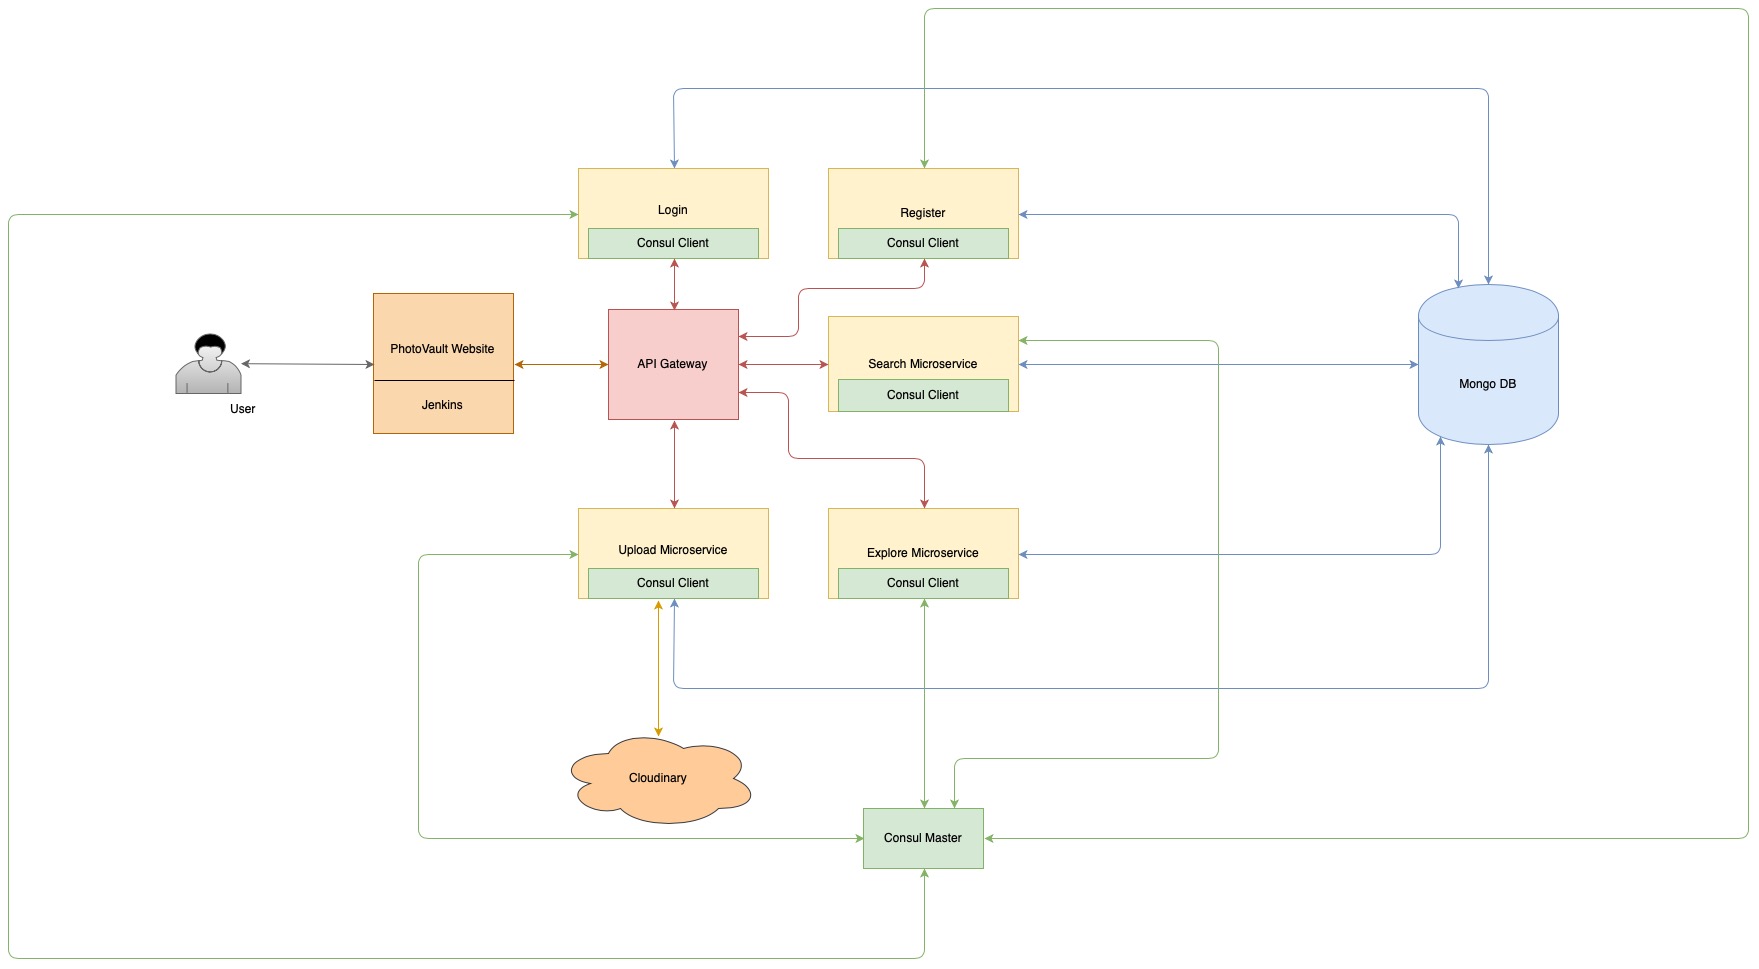 Login
Consul Client
Register
Consul Client
PhotoVault Website
Jenkins
User
API Gateway
Search Microservice
Consul Client
Mongo DB
Upload Microservice
Consul Client
Explore Microservice
Consul Client
Cloudinary
Consul Master